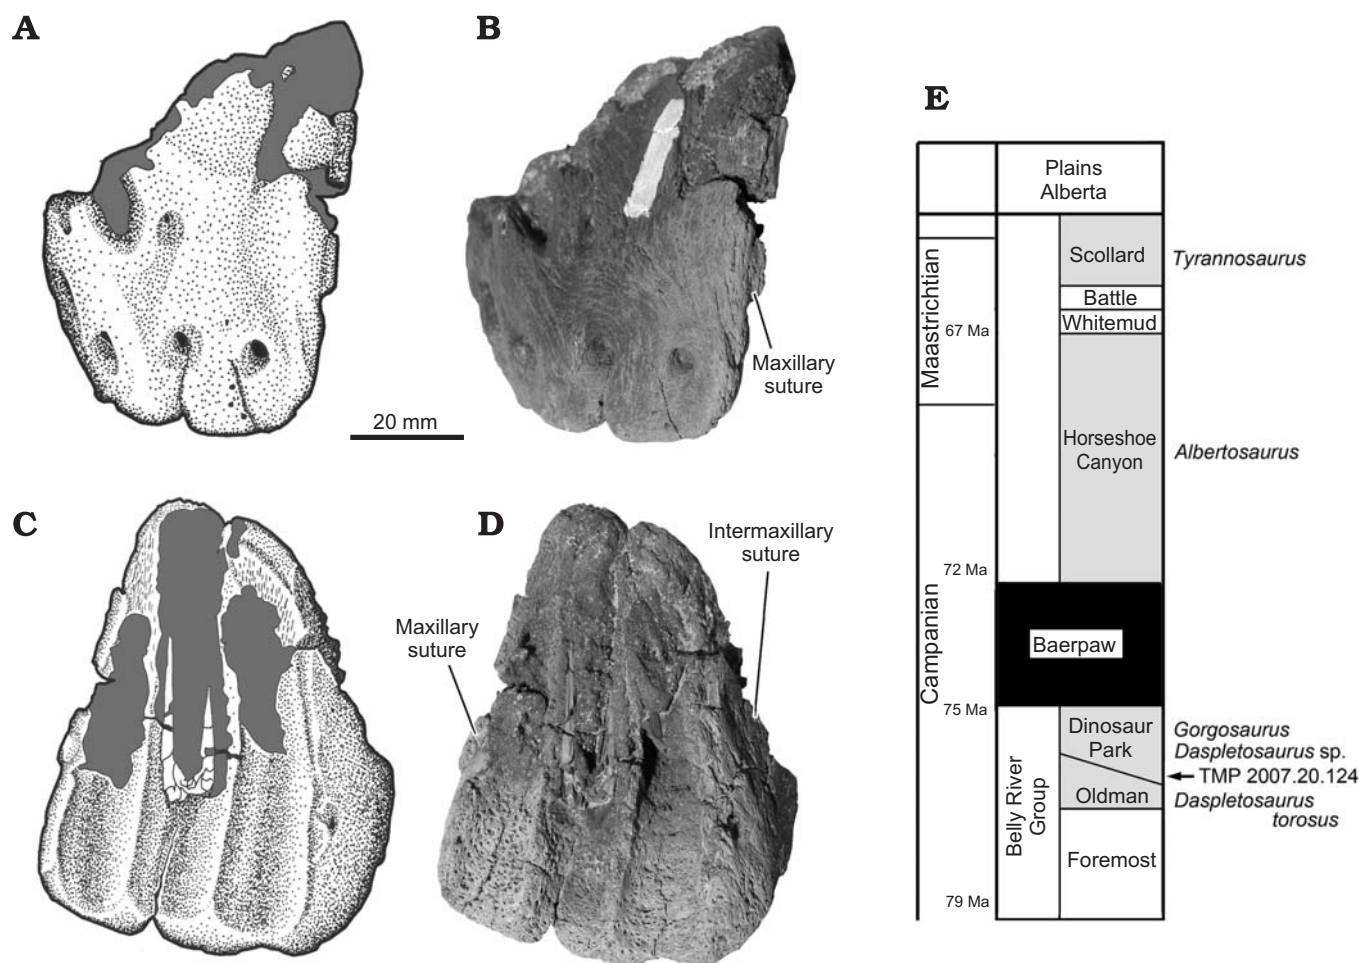 A
B
Maxillary
suture
20 mm
C
D
Maxillary
suture
Intermaxillary
suture
E
Plains
Alberta
Maastrichtian
67 Ma
Campanian
72 Ma
75 Ma
79 Ma
Scollard
Tyrannosaurus
Battle
Whitemud
Horseshoe
Canyon
Albertosaurus
Baerpaw
Belly River
Group
Dinosaur
Park
Gorgosaurus
Daspletosaurus sp.
TMP 2007.20.124
Oldman
Daspletosaurus
torosus
Foremost